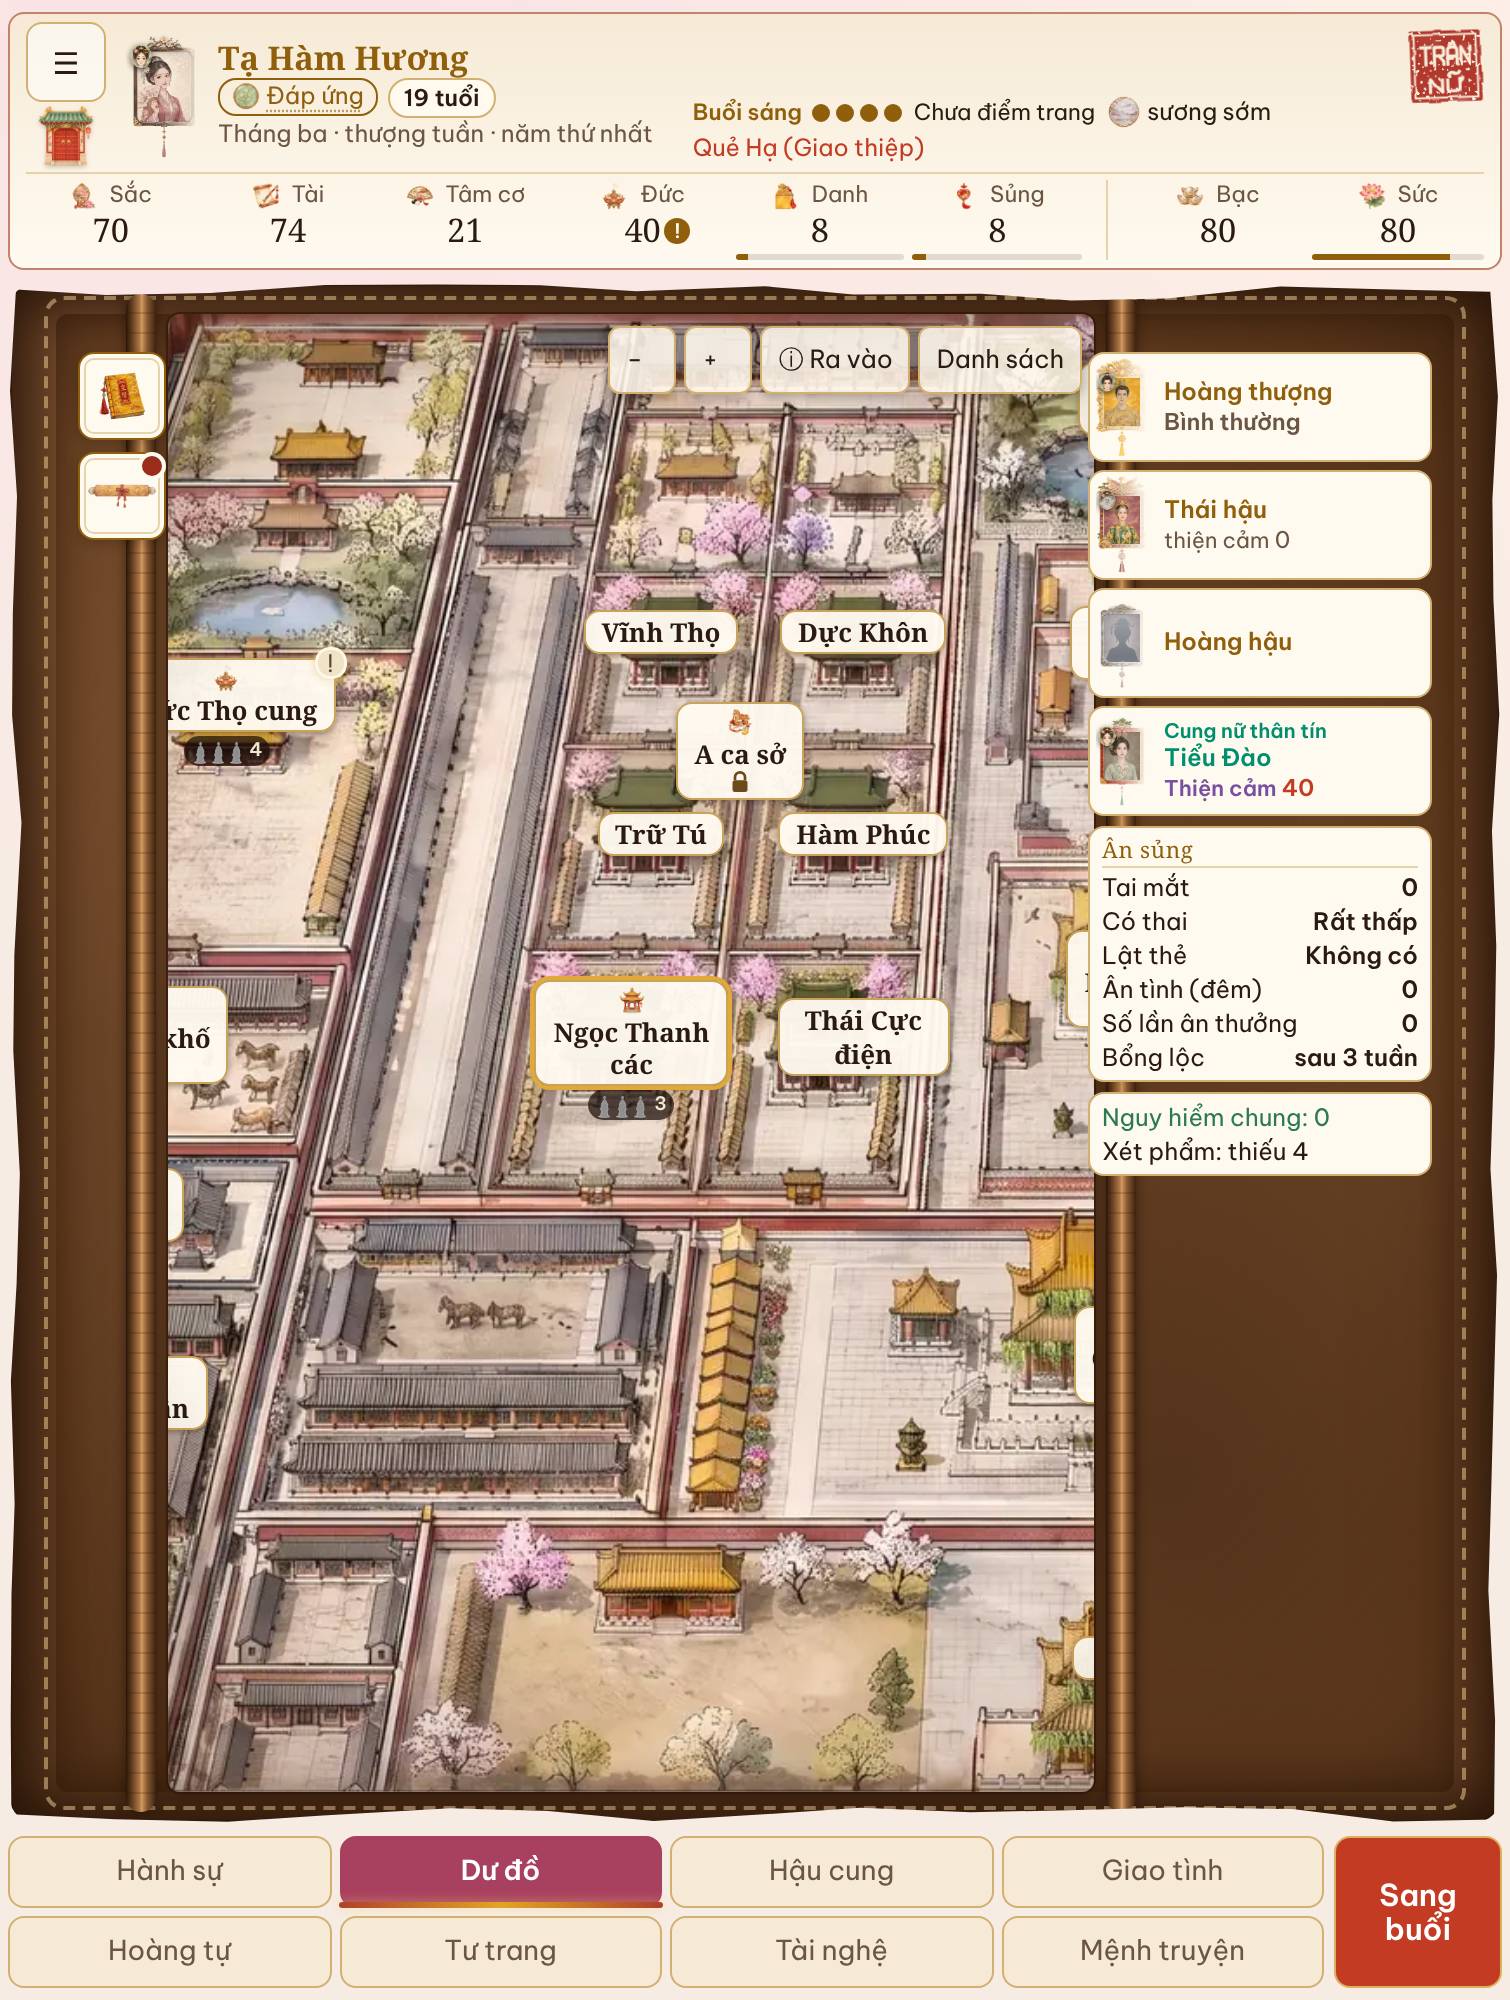 ☰
Tạ Hàm Hương
Đáp ứng
19 tuổi
Tháng ba · thượng tuần · năm thứ nhất
Buổi sáng
Chưa điểm trang
sương sớm
Quẻ Hạ (Giao thiệp)
TRÂN
NỮ
Sắc
70
Tài
74
Tâm cơ
21
Đức
40
!
Danh
8
Sủng
8
Bạc
80
Sức
80
−
+
ⓘ Ra vào
Danh sách
Vĩnh Thọ
Dực Khôn
!
ức Thọ cung
4
A ca sở
Trữ Tú
Hàm Phúc
khố
Ngọc Thanh
các
3
Thái Cực
điện
Hoàng thượng
Bình thường
Thái hậu
thiện cảm 0
Hoàng hậu
Cung nữ thân tín
Tiểu Đào
Thiện cảm 40
Ân sủng
Tai mắt 0
Có thai Rất thấp
Lật thẻ Không có
Ân tình (đêm) 0
Số lần ân thưởng 0
Bổng lộc sau 3 tuần
Nguy hiểm chung: 0
Xét phẩm: thiếu 4
Hành sự
Dư đồ
Hậu cung
Giao tình
Sang
buổi
Hoàng tự
Tư trang
Tài nghệ
Mệnh truyện